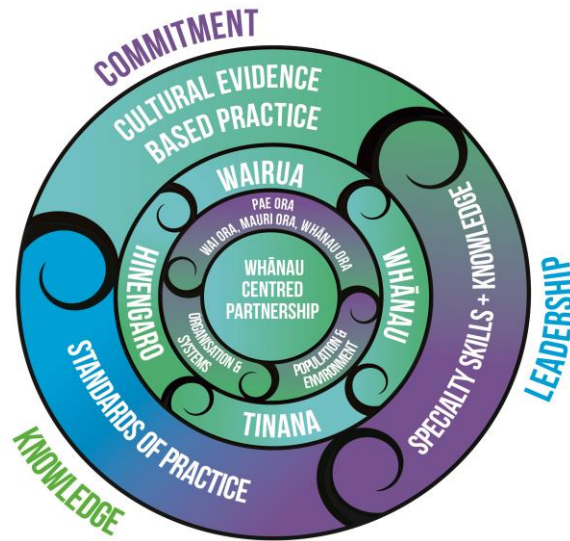 COMMITMENT
CULTURAL EVIDENCE
BASED PRACTICE
WAIRUA
PAE ORA
WAI ORA, MAURI ORA, WHĀNAU ORA
WHĀNAU
CENTRED
PARTNERSHIP
HINENGARO
WHĀNAU
ORGANISATION &
SYSTEMS
POPULATION &
ENVIRONMENT
TINANA
SPECIALTY SKILLS + KNOWLEDGE
STANDARDS OF PRACTICE
LEADERSHIP
KNOWLEDGE